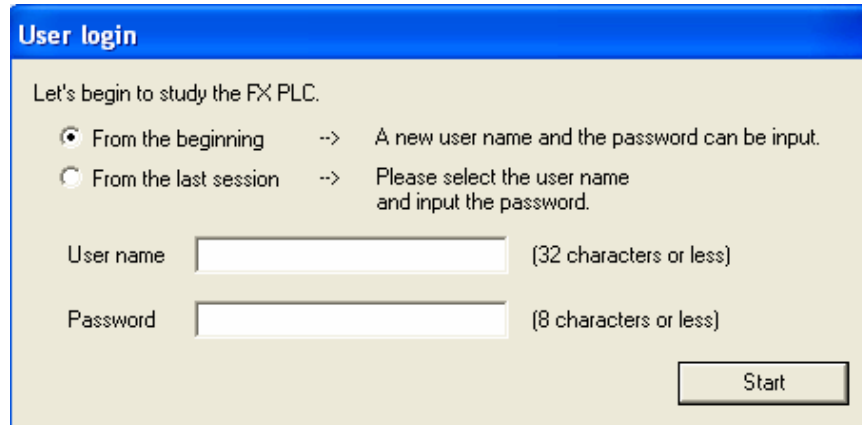 User login
Let's begin to study the FX PLC.
From the beginning --> A new user name and the password can be input.
From the last session --> Please select the user name
and input the password.
User name (32 characters or less)
Password (8 characters or less)
Start